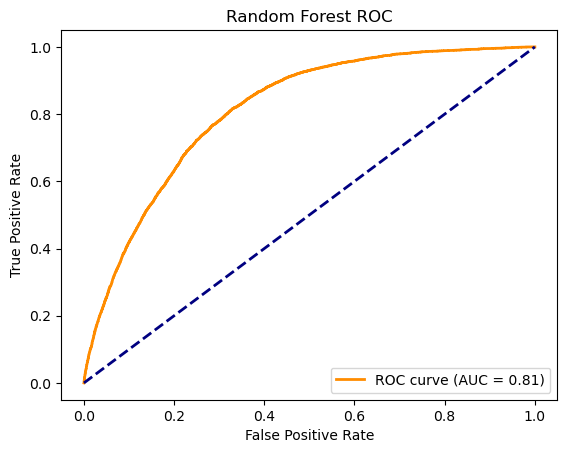 Random Forest ROC
True Positive Rate
1.0
0.8
0.6
0.4
0.2
0.0
ROC curve (AUC = 0.81)
0.0 0.2 0.4 0.6 0.8 1.0
False Positive Rate